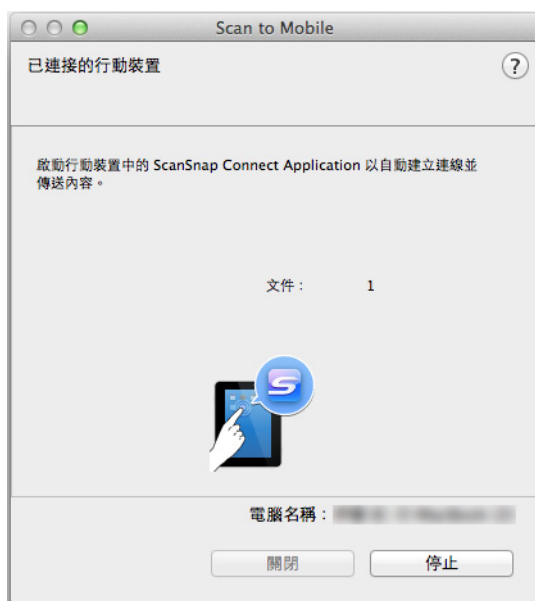 Scan to Mobile
已連接的行動裝置
?
啟動行動裝置中的 ScanSnap Connect Application 以自動建立連線並
傳送內容。
文件： 1
S
電腦名稱：
關閉
停止